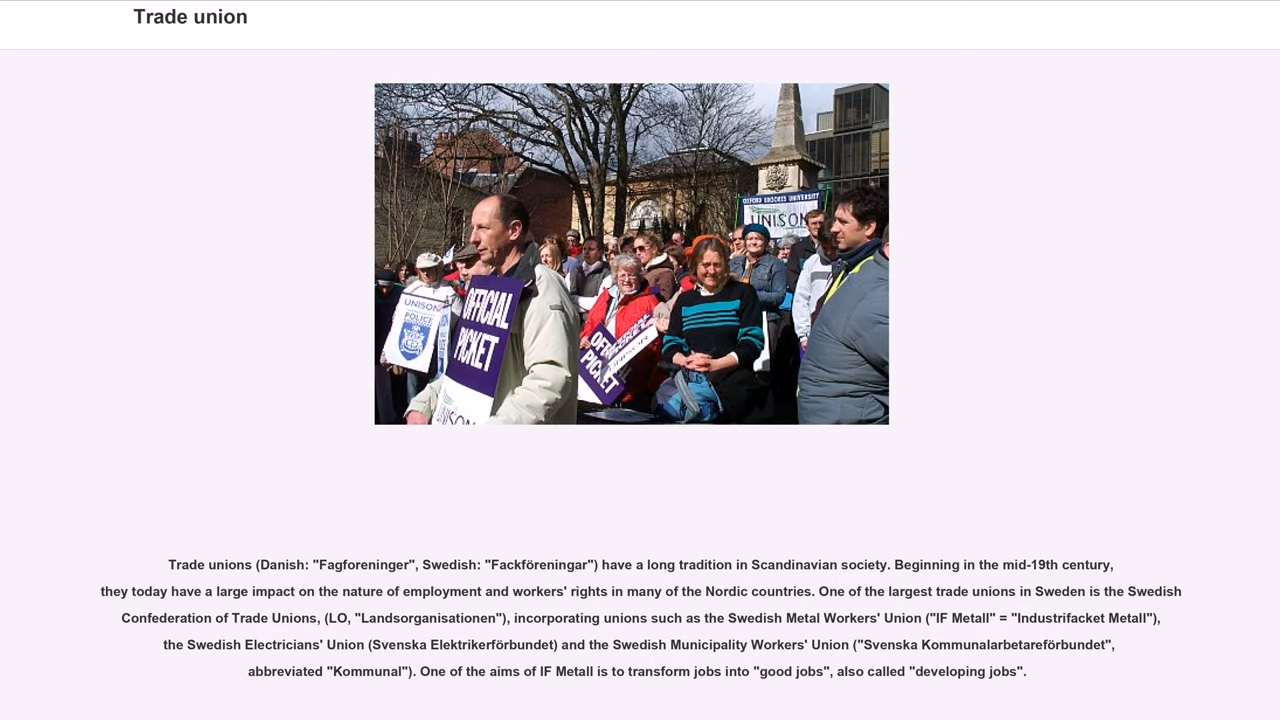 Trade union
OXFORD BROOKES UNIVERSITY
UNISON
UNISON
POLICE
OFFICIAL
PICKET
UNISON
OFFICIAL
PICKET
UNISON
Trade unions (Danish: "Fagforeninger", Swedish: "Fackföreningar") have a long tradition in Scandinavian society. Beginning in the mid-19th century,
they today have a large impact on the nature of employment and workers' rights in many of the Nordic countries. One of the largest trade unions in Sweden is the Swedish
Confederation of Trade Unions, (LO, "Landsorganisationen"), incorporating unions such as the Swedish Metal Workers' Union ("IF Metall" = "Industrifacket Metall"),
the Swedish Electricians' Union (Svenska Elektrikerförbundet) and the Swedish Municipality Workers' Union ("Svenska Kommunalarbetareförbundet",
abbreviated "Kommunal"). One of the aims of IF Metall is to transform jobs into "good jobs", also called "developing jobs".